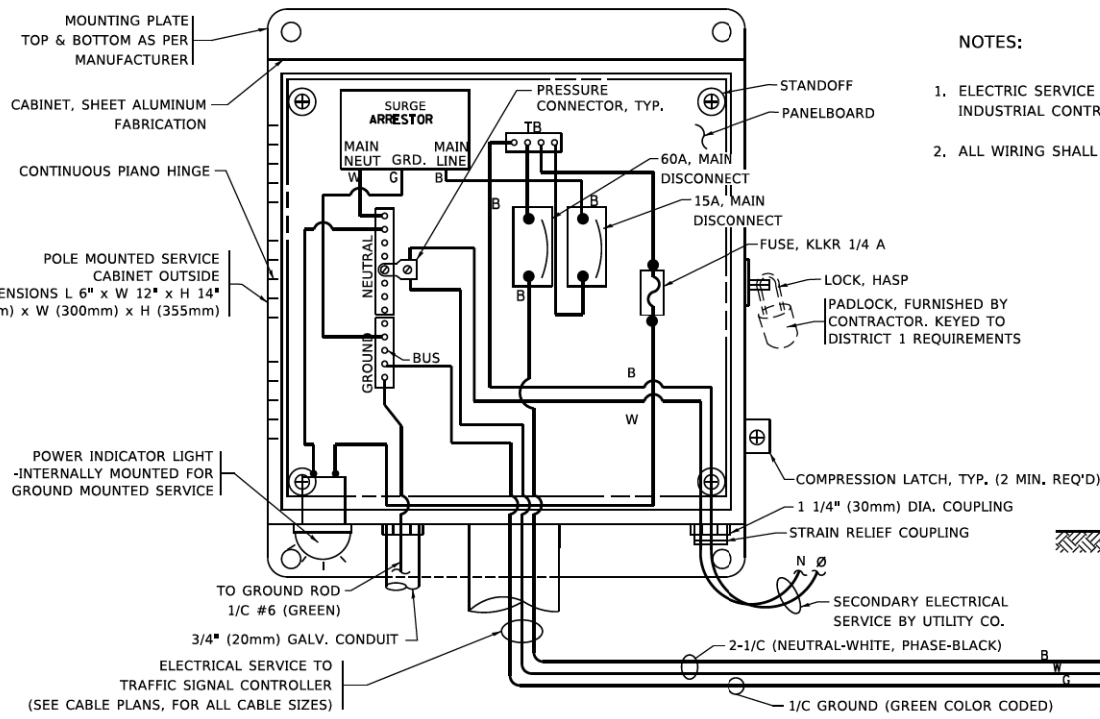 MOUNTING PLATE
TOP & BOTTOM AS PER
MANUFACTURER
CABINET, SHEET ALUMINUM
FABRICATION
CONTINUOUS PIANO HINGE
POLE MOUNTED SERVICE
CABINET OUTSIDE
ENSIONS L 6" x W 12" x H 14"
m) x W (300mm) x H (355mm)
POWER INDICATOR LIGHT
-INTERNALLY MOUNTED FOR
GROUND MOUNTED SERVICE
TO GROUND ROD
1/C #6 (GREEN)
3/4" (20mm) GALV. CONDUIT
ELECTRICAL SERVICE TO
TRAFFIC SIGNAL CONTROLLER
(SEE CABLE PLANS, FOR ALL CABLE SIZES)
SURGE
ARRESTOR
MAIN
NEUT
GRD.
MAIN
LINE
W
G
B
PRESSURE
CONNECTOR, TYP.
TB
60A, MAIN
DISCONNECT
15A, MAIN
DISCONNECT
B
B
B
NEUTRAL
GROUND
BUS
B
W
STANDOFF
PANELBOARD
FUSE, KLKR 1/4 A
LOCK, HASP
PADLOCK, FURNISHED BY
CONTRACTOR. KEYED TO
DISTRICT 1 REQUIREMENTS
COMPRESSION LATCH, TYP. (2 MIN. REQ'D)
1 1/4" (30mm) DIA. COUPLING
STRAIN RELIEF COUPLING
N Ø
SECONDARY ELECTRICAL
SERVICE BY UTILITY CO.
2-1/C (NEUTRAL-WHITE, PHASE-BLACK)
B
W
G
1/C GROUND (GREEN COLOR CODED)
NOTES:
1. ELECTRIC SERVICE
INDUSTRIAL CONTR
2. ALL WIRING SHALL